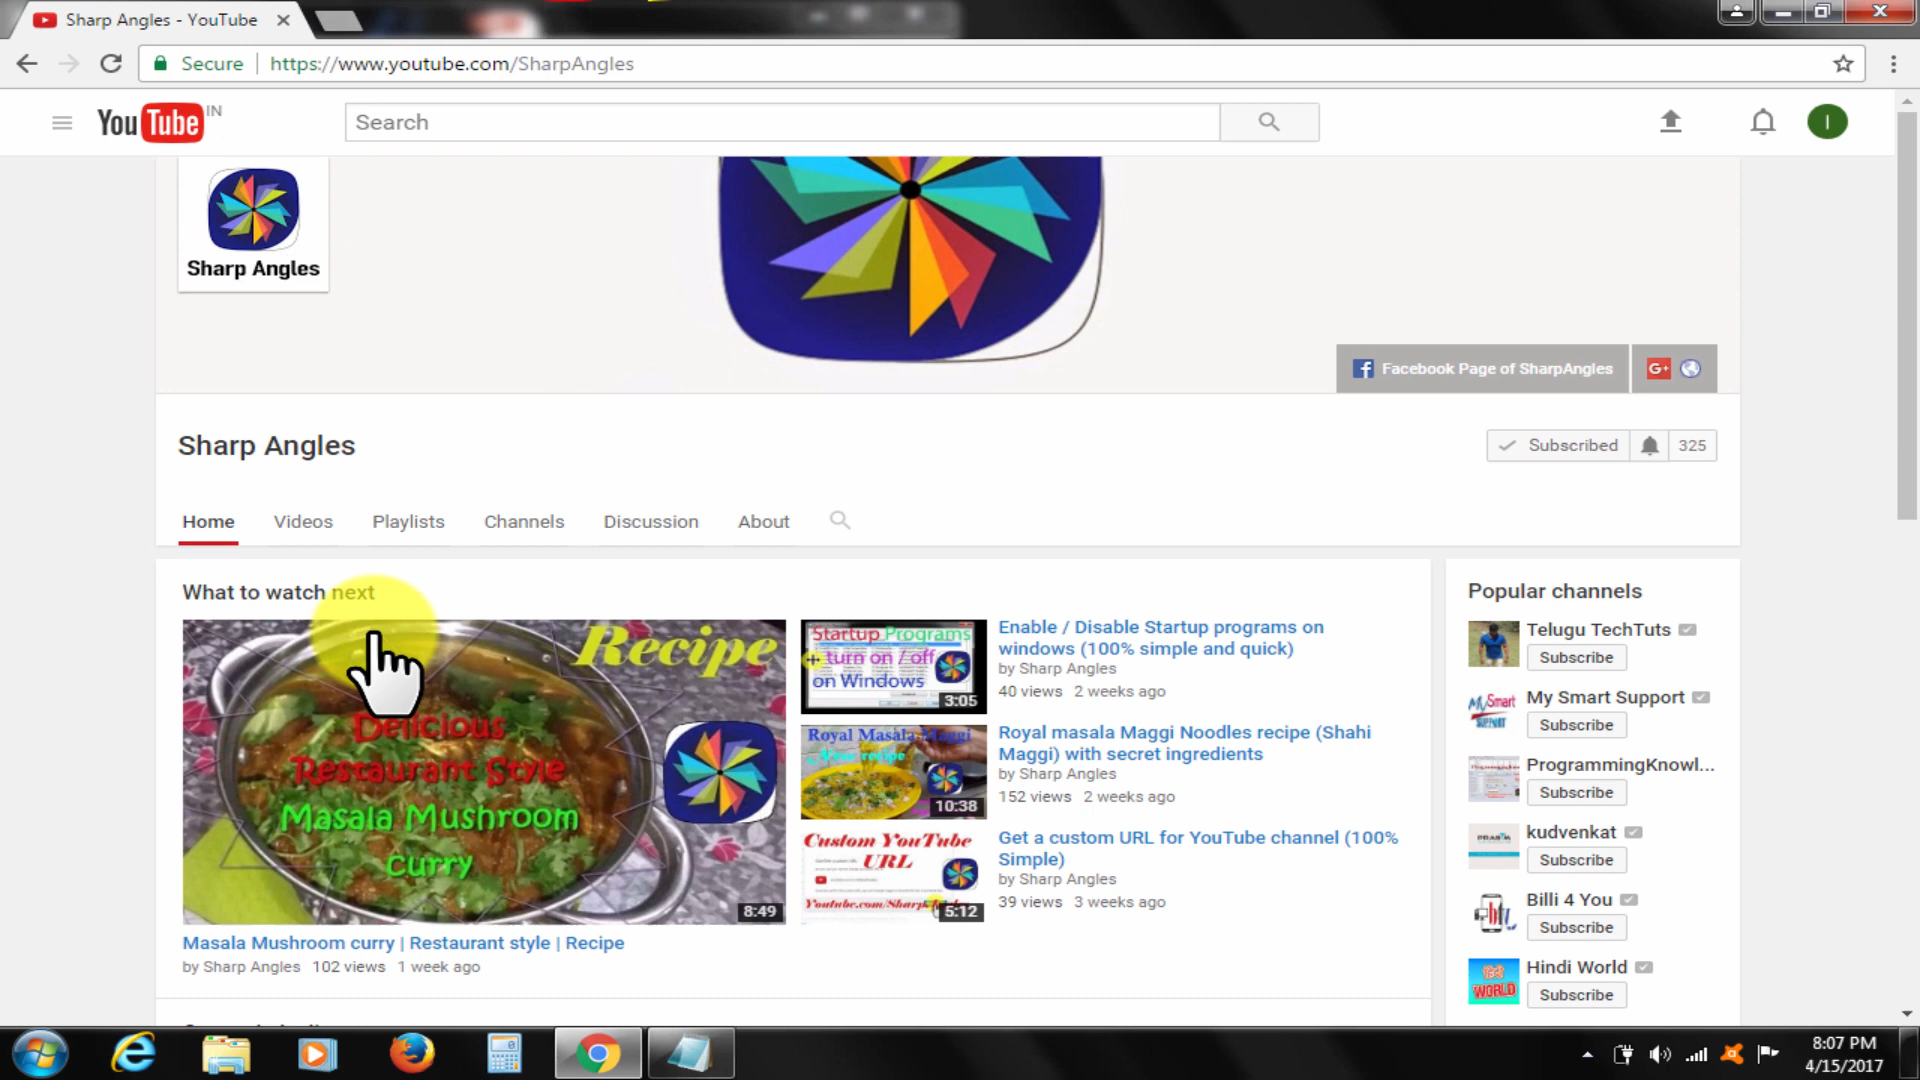 Sharp Angles - YouTube
Secure https://www.youtube.com/SharpAngles
YouTube IN
Search
I
Sharp Angles
f Facebook Page of SharpAngles G+
Sharp Angles
Subscribed 325
Home Videos Playlists Channels Discussion About
What to watch next
Recipe
Delicious
Restaurant Style
Masala Mushroom
Curry
8:49
Masala Mushroom curry | Restaurant style | Recipe
by Sharp Angles 102 views 1 week ago
Startup Programs
turn on / off
on Windows
3:05
Enable / Disable Startup programs on
windows (100% simple and quick)
by Sharp Angles
40 views 2 weeks ago
Royal Masala Maggi
10:38
Royal masala Maggi Noodles recipe (Shahi
Maggi) with secret ingredients
by Sharp Angles
152 views 2 weeks ago
Custom YouTube
URL
5:12
Get a custom URL for YouTube channel (100%
Simple)
by Sharp Angles
39 views 3 weeks ago
Popular channels
Telugu TechTuts
Subscribe
My Smart
SUPPORT
My Smart Support
Subscribe
ProgrammingKnowl...
Subscribe
kudvenkat
Subscribe
Billi 4 You
Subscribe
WORLD
Hindi World
Subscribe
8:07 PM
4/15/2017